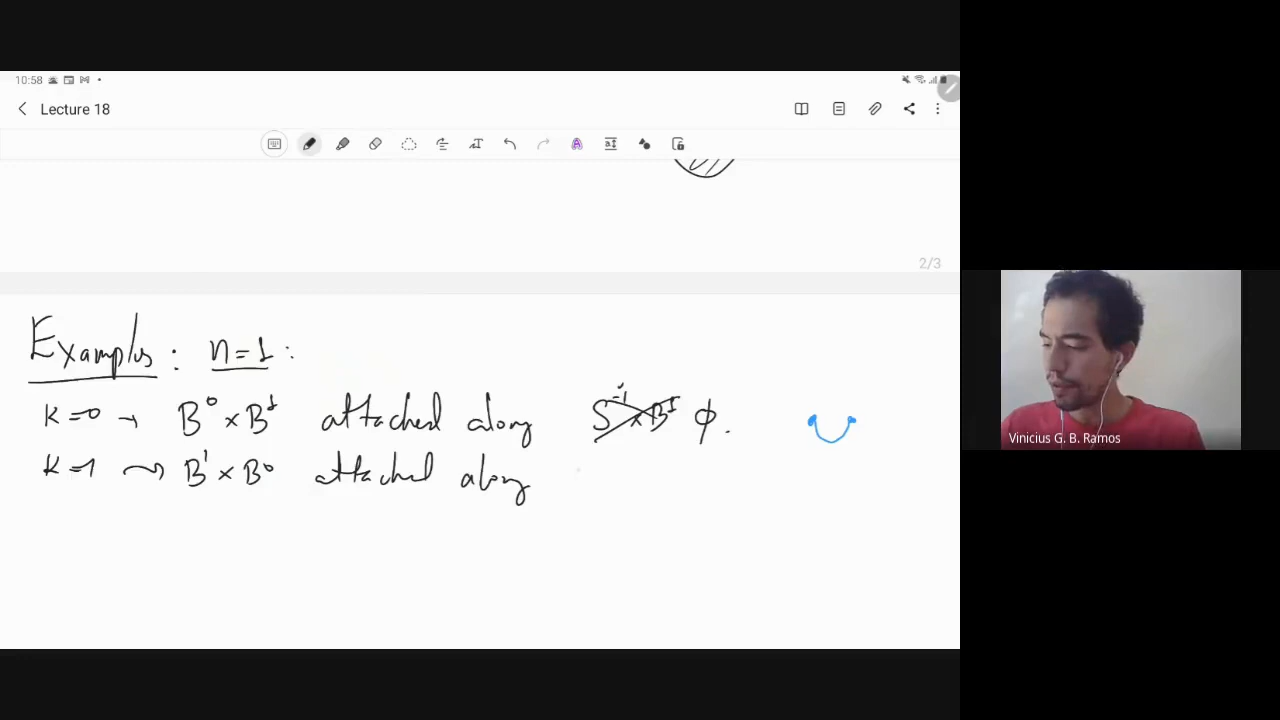 10:58
Lecture 18
2/3
Examples: n=1:
K=0 → B⁰ × B¹ attached along S⁻¹ × B¹ ϕ.
K=1 ⤳ B¹ × B⁰ attached along
Vinicius G. B. Ramos